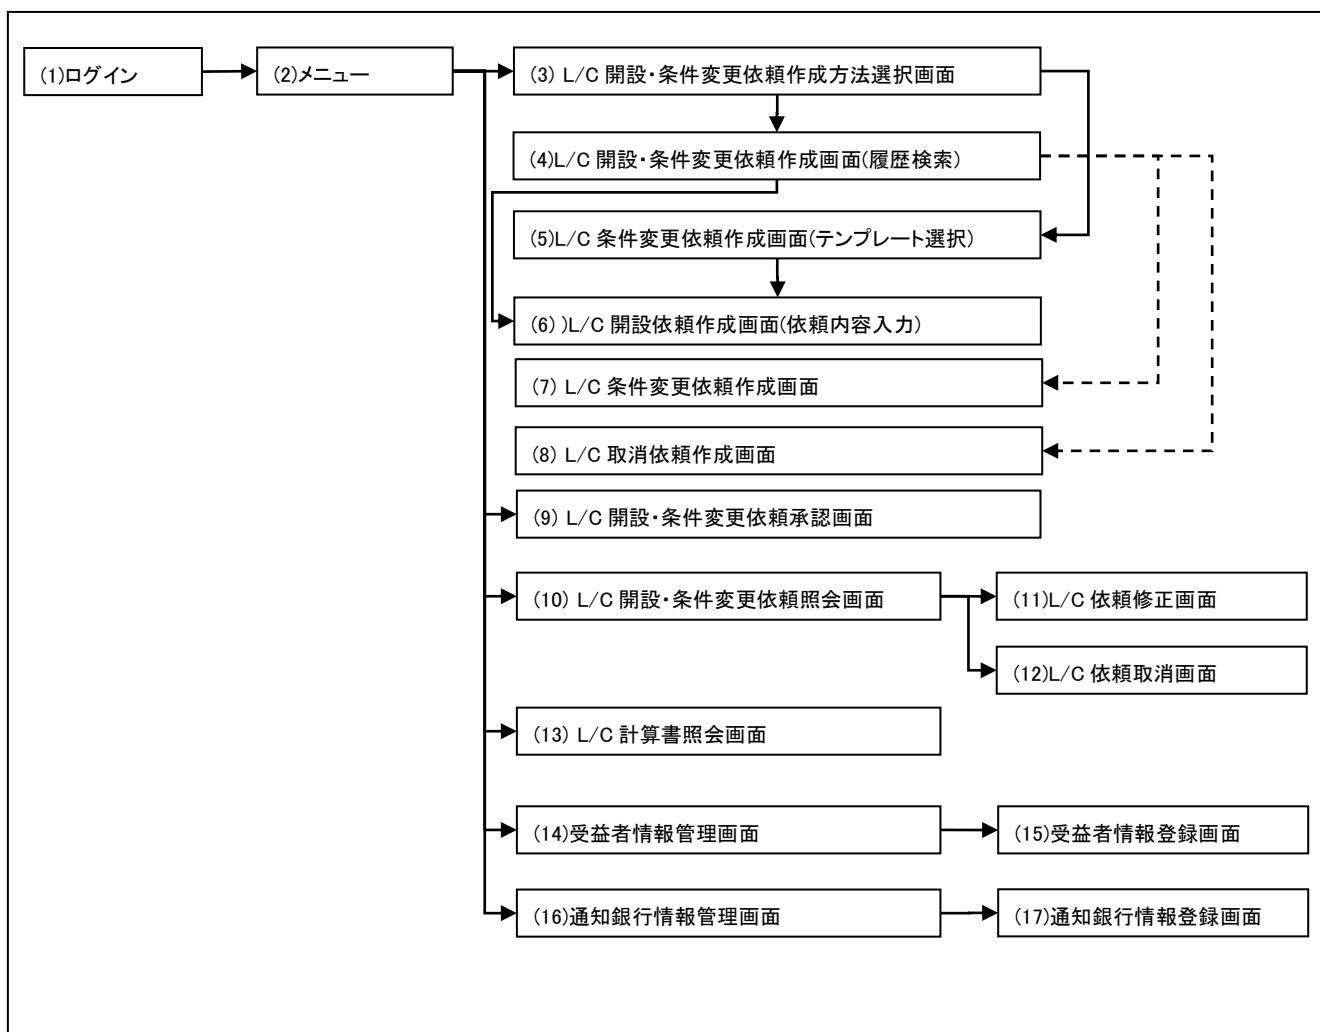 (1)ログイン
(2)メニュー
(3) L/C 開設・条件変更依頼作成方法選択画面
(4)L/C 開設・条件変更依頼作成画面(履歴検索)
(5)L/C 条件変更依頼作成画面(テンプレート選択)
(6) )L/C 開設依頼作成画面(依頼内容入力)
(7) L/C 条件変更依頼作成画面
(8) L/C 取消依頼作成画面
(9) L/C 開設・条件変更依頼承認画面
(10) L/C 開設・条件変更依頼照会画面
(11)L/C 依頼修正画面
(12)L/C 依頼取消画面
(13) L/C 計算書照会画面
(14)受益者情報管理画面
(15)受益者情報登録画面
(16)通知銀行情報管理画面
(17)通知銀行情報登録画面